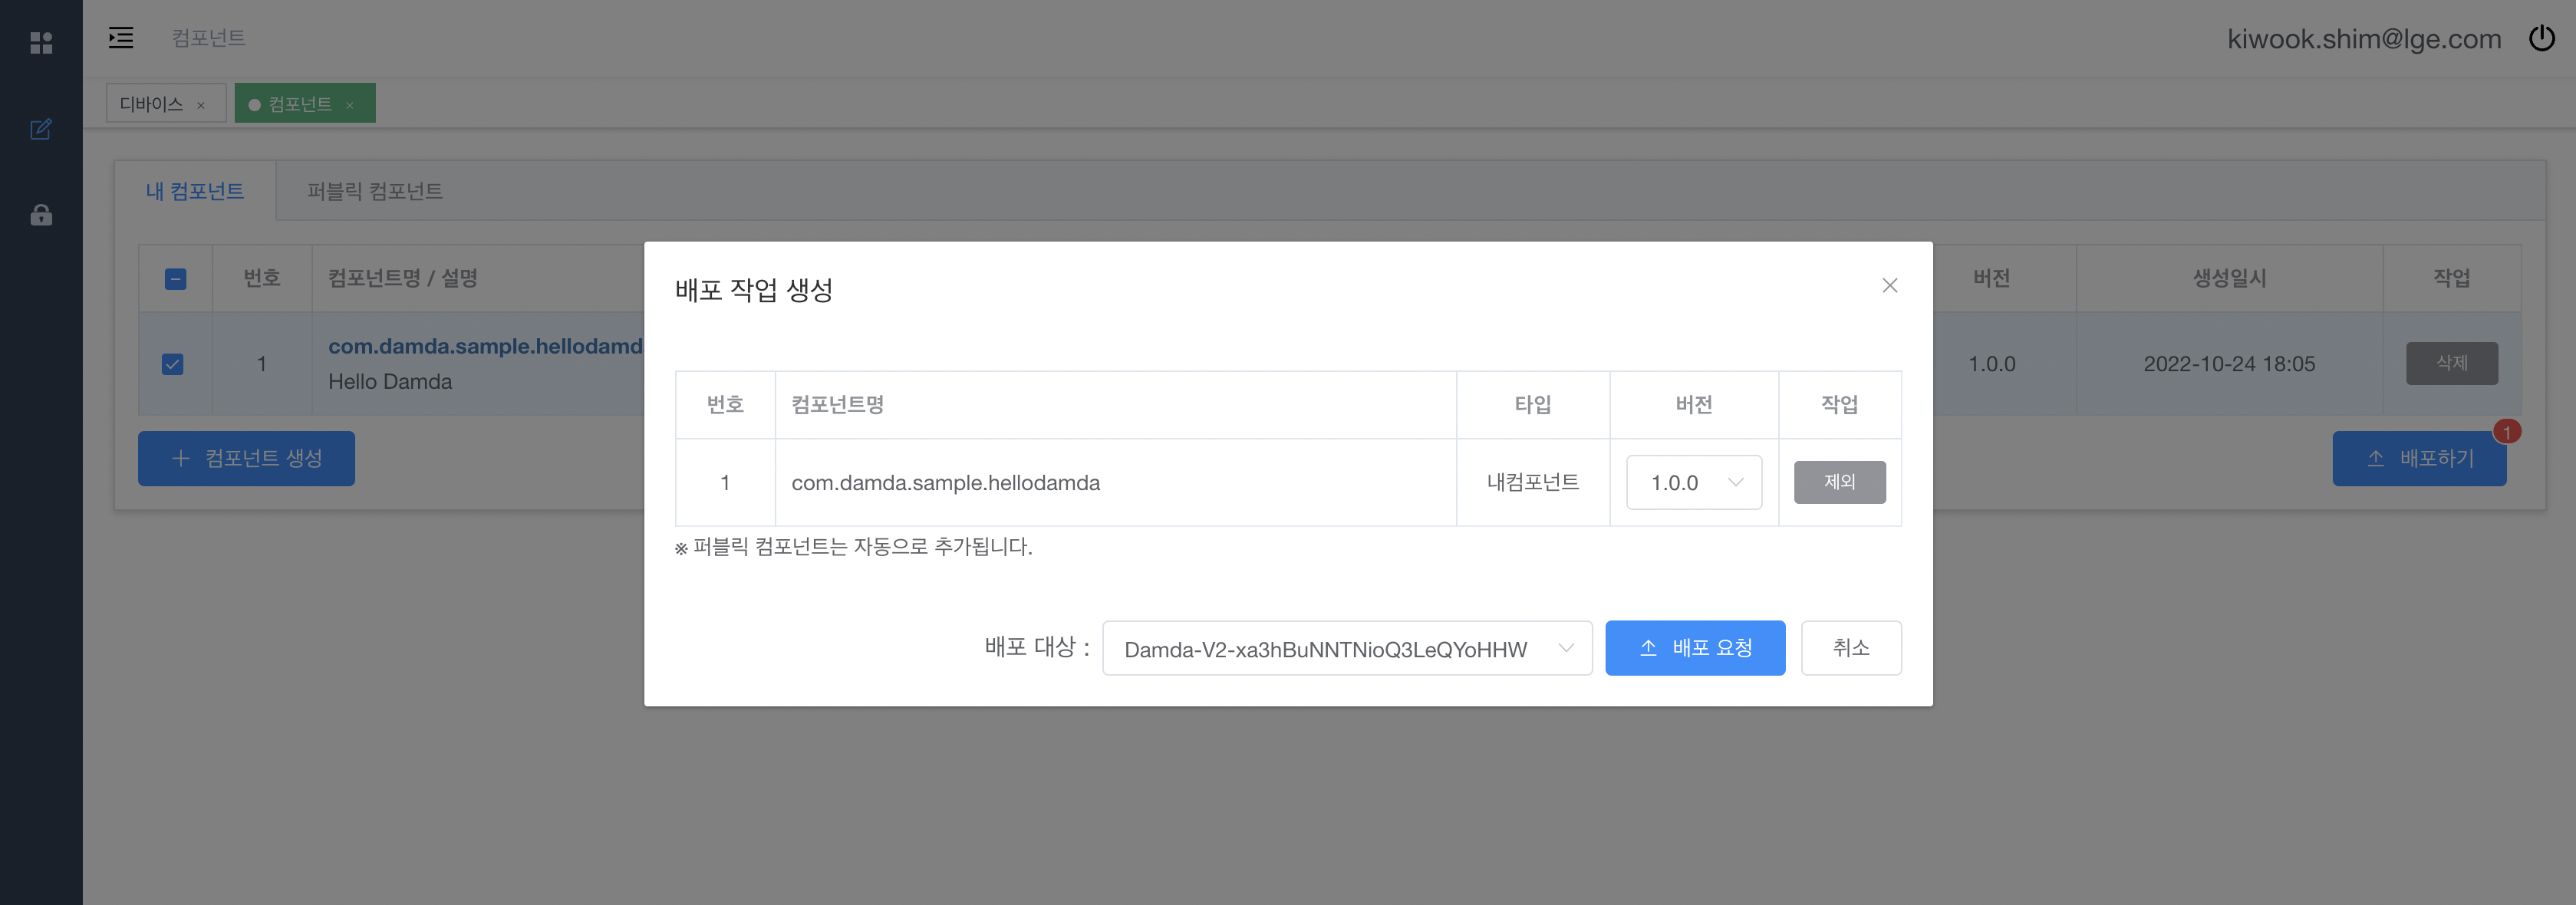 컴포넌트
kiwook.shim@lge.com
디바이스 ×
컴포넌트 ×
내 컴포넌트
퍼블릭 컴포넌트
번호 컴포넌트명 / 설명 버전 생성일시 작업
1 com.damda.sample.hellodamd 1.0.0 2022-10-24 18:05 삭제
Hello Damda
+ 컴포넌트 생성
배포하기 1
배포 작업 생성
번호 컴포넌트명 타입 버전 작업
1 com.damda.sample.hellodamda 내컴포넌트 1.0.0 제외
※ 퍼블릭 컴포넌트는 자동으로 추가됩니다.
배포 대상 : Damda-V2-xa3hBuNNTNioQ3LeQYoHHW 배포 요청 취소